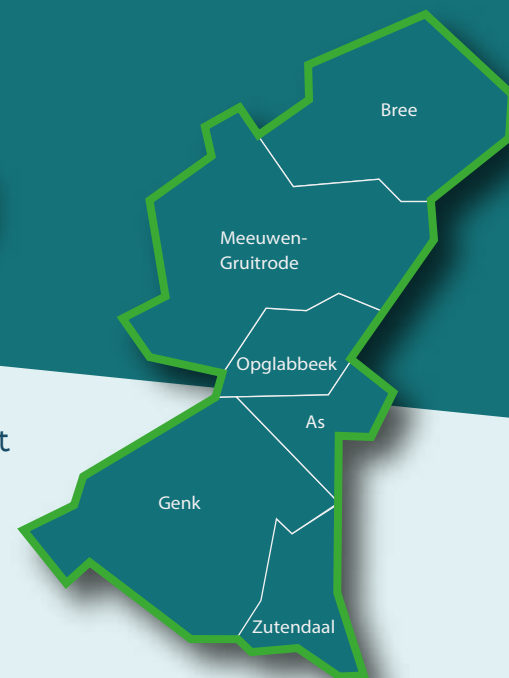 Bree
Meeuwen-
Gruitrode
Opglabbeek
As
t
Genk
Zutendaal